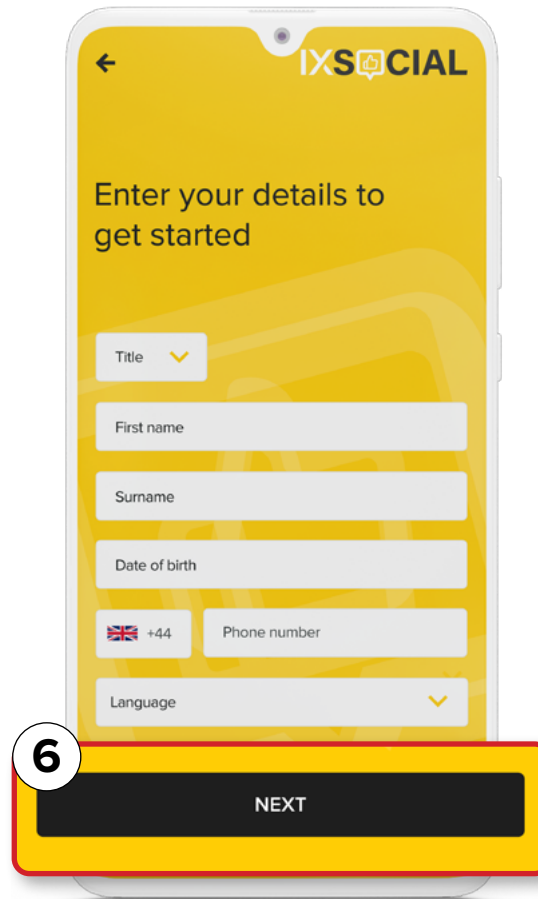 IXSOCIAL
Enter your details to
get started
Title
First name
Surname
Date of birth
+44
Phone number
Language
6
NEXT